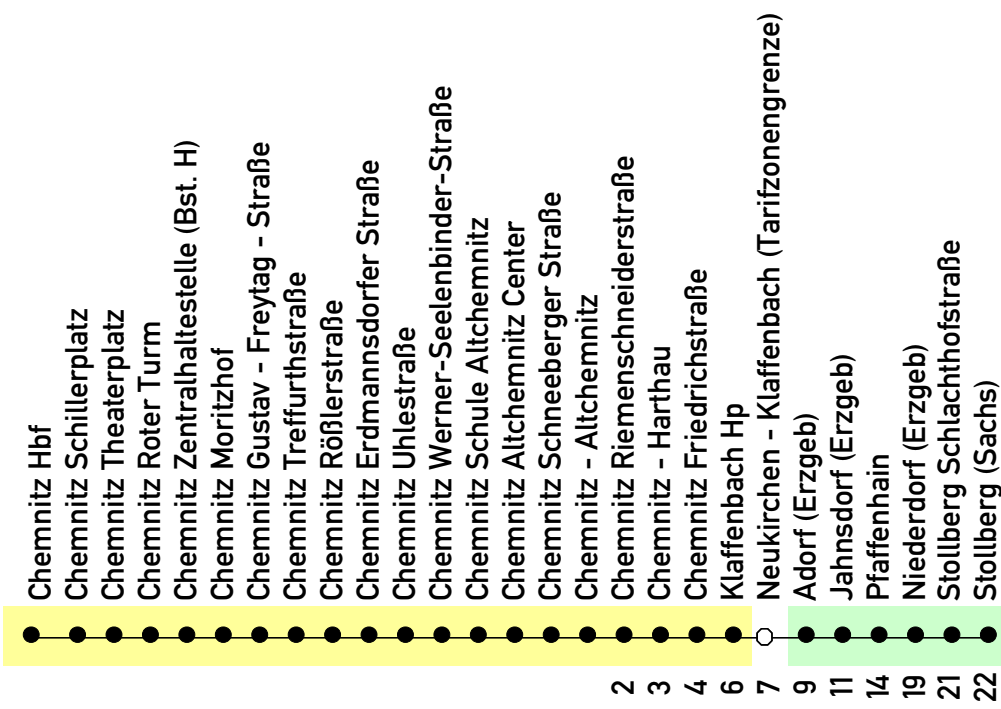 Chemnitz Hbf
Chemnitz Schillerplatz
Chemnitz Theaterplatz
Chemnitz Roter Turm
Chemnitz Zentralhaltestelle (Bst. H)
Chemnitz Moritzhof
Chemnitz Gustav - Freytag - Straße
Chemnitz Treffurthstraße
Chemnitz Rößlerstraße
Chemnitz Erdmannsdorfer Straße
Chemnitz Uhlestraße
Chemnitz Werner-Seelenbinder-Straße
Chemnitz Schule Altchemnitz
Chemnitz Altchemnitz Center
Chemnitz Schneeberger Straße
Chemnitz - Altchemnitz
Chemnitz Riemenschneiderstraße
Chemnitz - Harthau
Chemnitz Friedrichstraße
Klaffenbach Hp
Neukirchen - Klaffenbach (Tarifzonengrenze)
Adorf (Erzgeb)
Jahnsdorf (Erzgeb)
Pfaffenhain
Niederdorf (Erzgeb)
Stollberg Schlachthofstraße
Stollberg (Sachs)
2
3
4
6
7
9
11
14
19
21
22